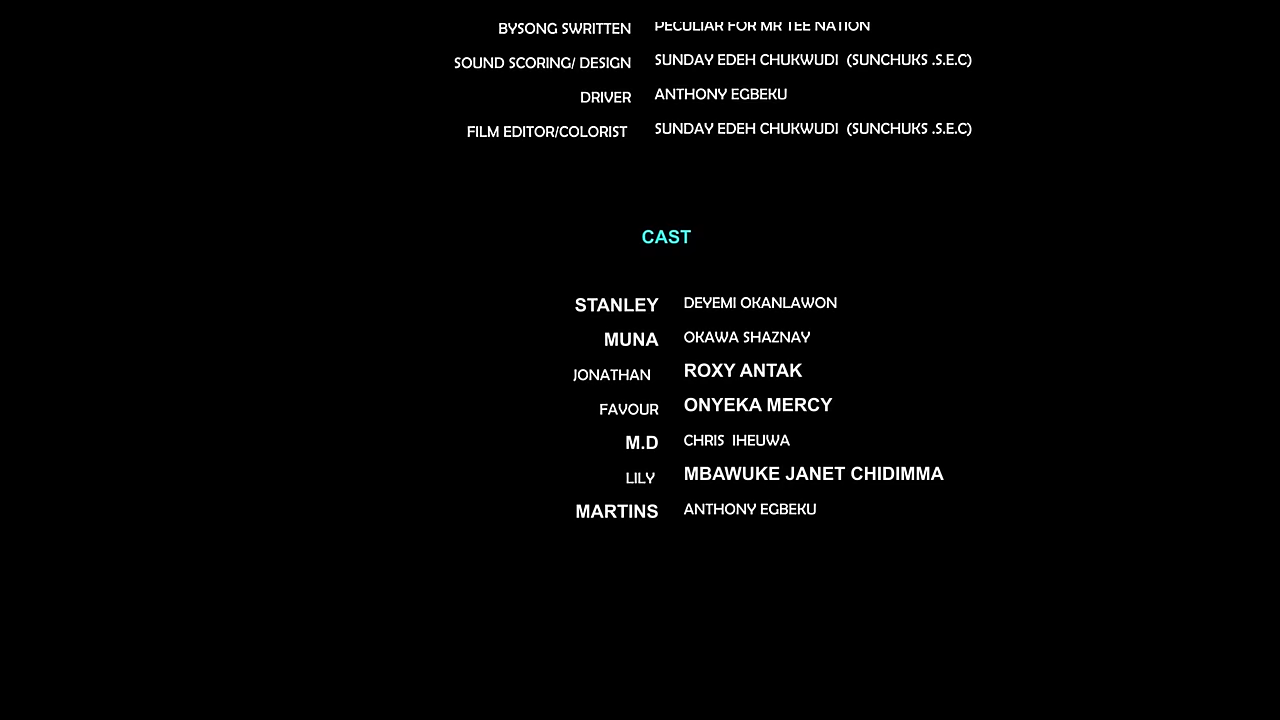 BYSONG SWRITTEN PECULIAR FOR MR TEE NATION
SOUND SCORING/ DESIGN SUNDAY EDEH CHUKWUDI (SUNCHUKS .S.E.C)
DRIVER ANTHONY EGBEKU
FILM EDITOR/COLORIST SUNDAY EDEH CHUKWUDI (SUNCHUKS .S.E.C)
CAST
STANLEY DEYEMI OKANLAWON
MUNA OKAWA SHAZNAY
JONATHAN ROXY ANTAK
FAVOUR ONYEKA MERCY
M.D CHRIS IHEUWA
LILY MBAWUKE JANET CHIDIMMA
MARTINS ANTHONY EGBEKU